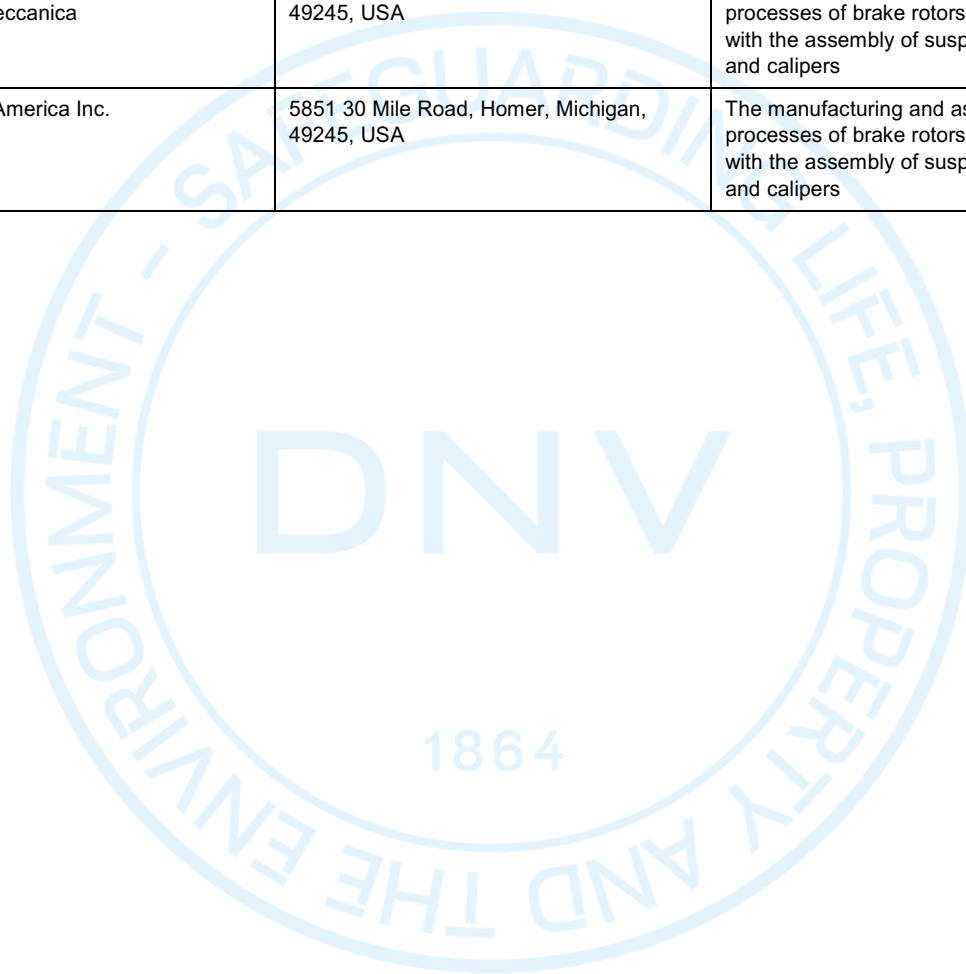 eccanica
49245, USA
processes of brake rotors
with the assembly of susp
and calipers
America Inc.
5851 30 Mile Road, Homer, Michigan,
49245, USA
The manufacturing and as
processes of brake rotors
with the assembly of susp
and calipers
SAFEGUARDING LIFE, PROPERTY AND THE ENVIRONMENT -
DNV
1864